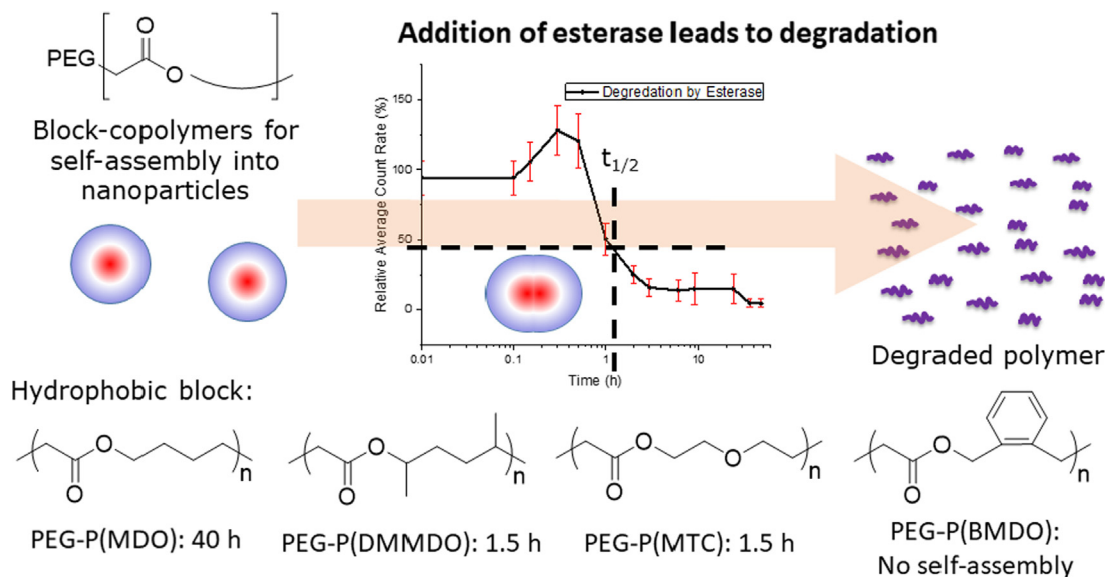 PEG
O
O
Block-copolymers for
self-assembly into
nanoparticles
Addition of esterase leads to degradation
Degredation by Esterase
Relative Average Count Rate (%)
150
100
50
0
t1/2
0.01
0.1
1
10
Time (h)
Degraded polymer
Hydrophobic block:
O
O
n
PEG-P(MDO): 40 h
O
O
n
PEG-P(DMMDO): 1.5 h
O
O
O
n
PEG-P(MTC): 1.5 h
O
O
n
PEG-P(BMDO):
No self-assembly